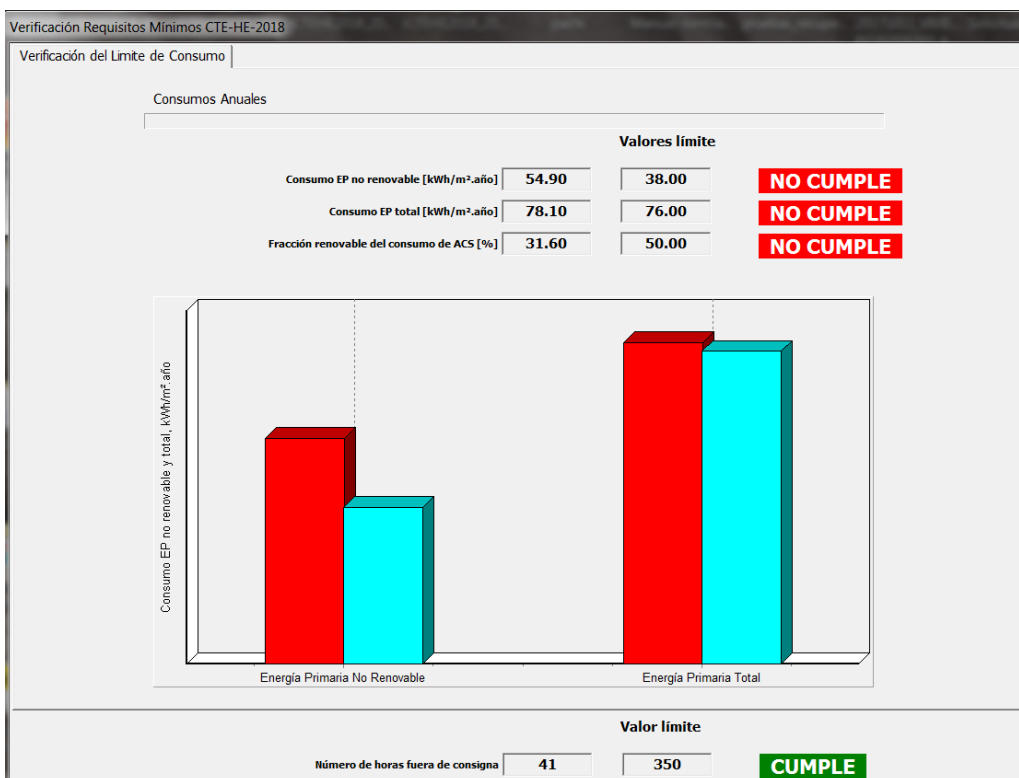 Verificación Requisitos Mínimos CTE-HE-2018
Verificación del Limite de Consumo
Consumos Anuales
Valores límite
Consumo EP no renovable [kWh/m².año] 54.90 38.00 NO CUMPLE
Consumo EP total [kWh/m².año] 78.10 76.00 NO CUMPLE
Fracción renovable del consumo de ACS [%] 31.60 50.00 NO CUMPLE
Consumo EP no renovable y total, kWh/m².año
Energía Primaria No Renovable Energía Primaria Total
Valor límite
Número de horas fuera de consigna 41 350 CUMPLE